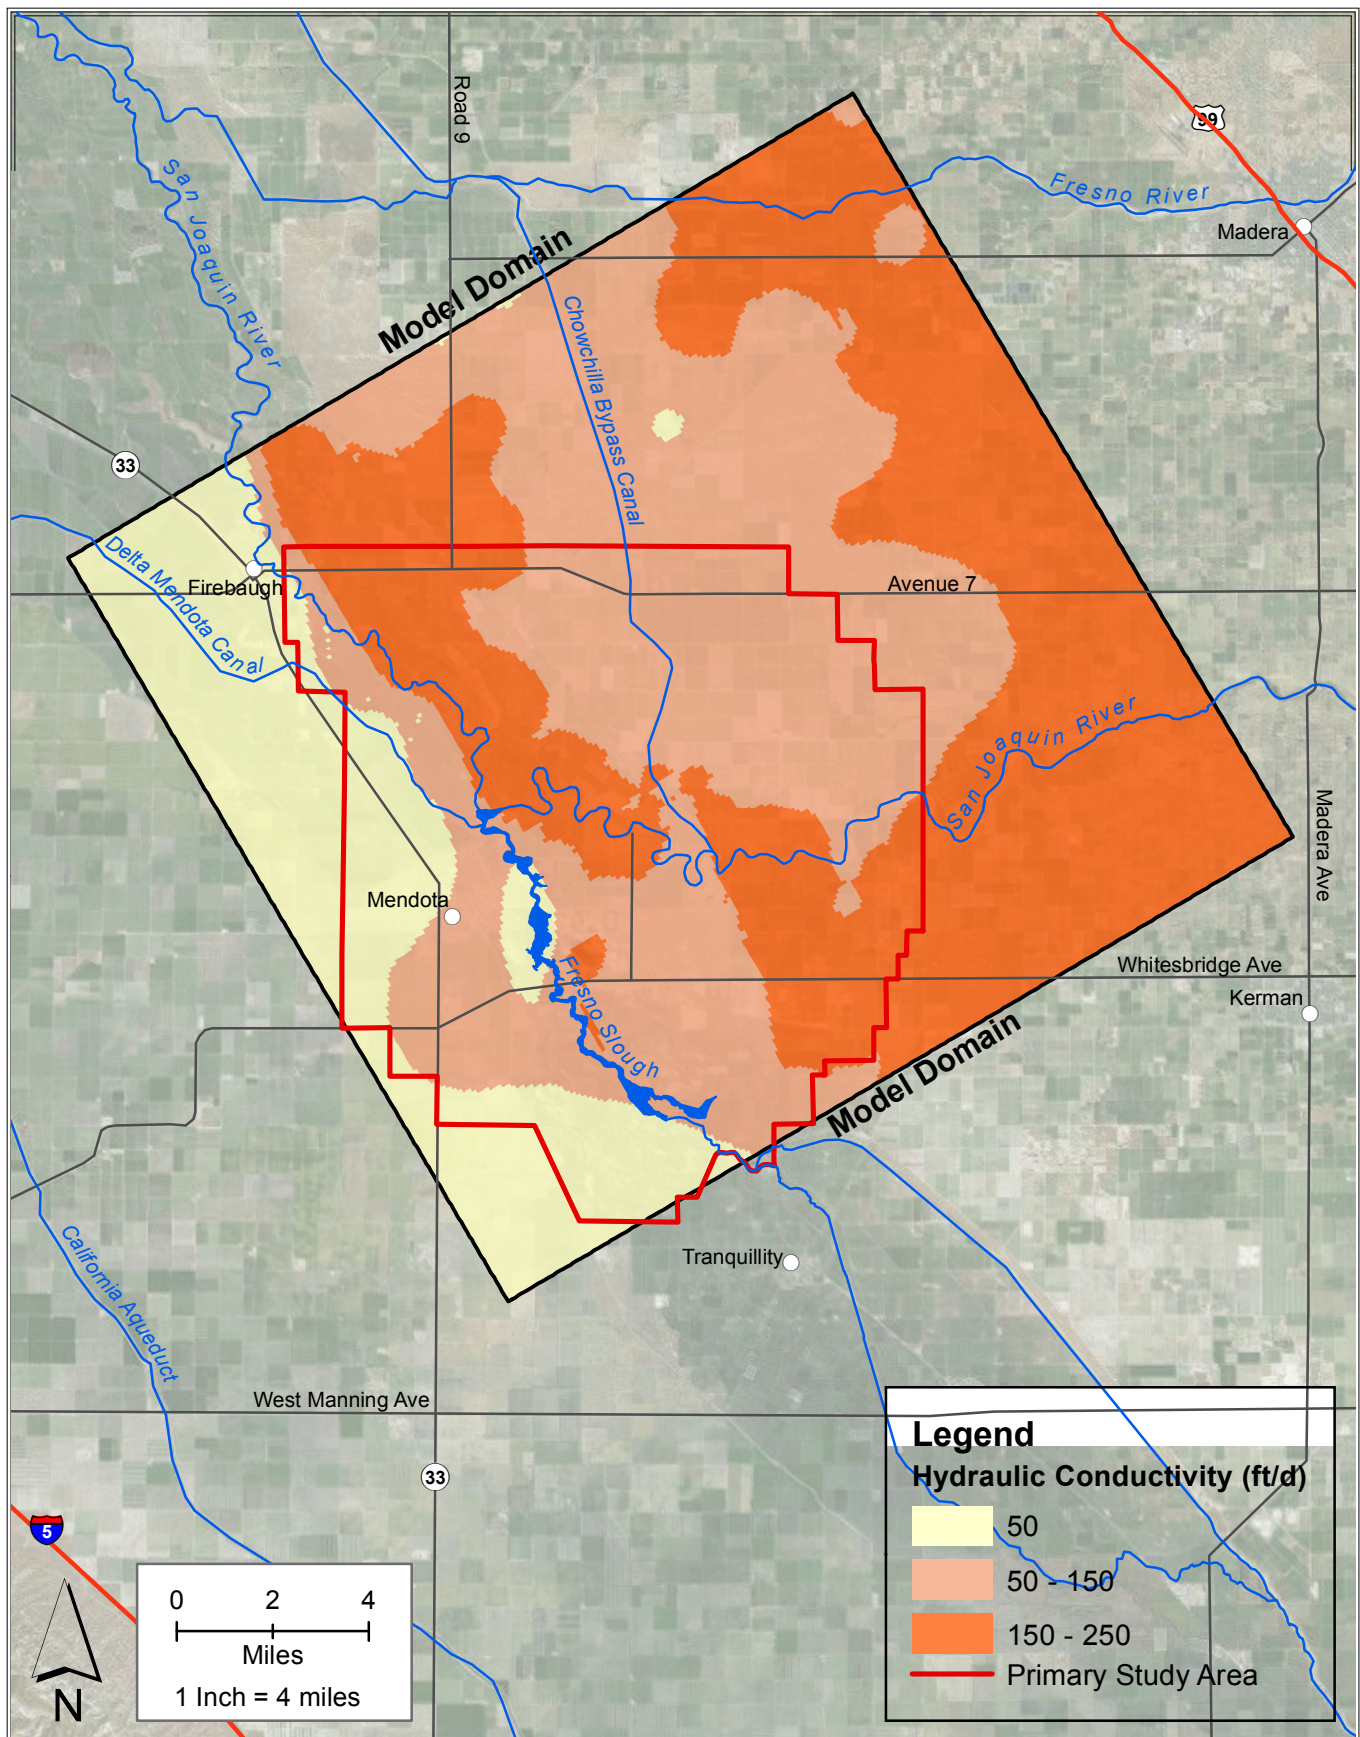 Road 9
99
San Joaquin River
Fresno River
Madera
Model Domain
Chowchilla Bypass Canal
33
Delta Mendota Canal
Firebaugh
Avenue 7
San Joaquin River
Madera Ave
Mendota
Fresno Slough
Whitesbridge Ave
Kerman
Model Domain
Tranquillity
California Aqueduct
West Manning Ave
33
5
0 2 4
Miles
1 Inch = 4 miles
N
Legend
Hydraulic Conductivity (ft/d)
50
50 - 150
150 - 250
Primary Study Area